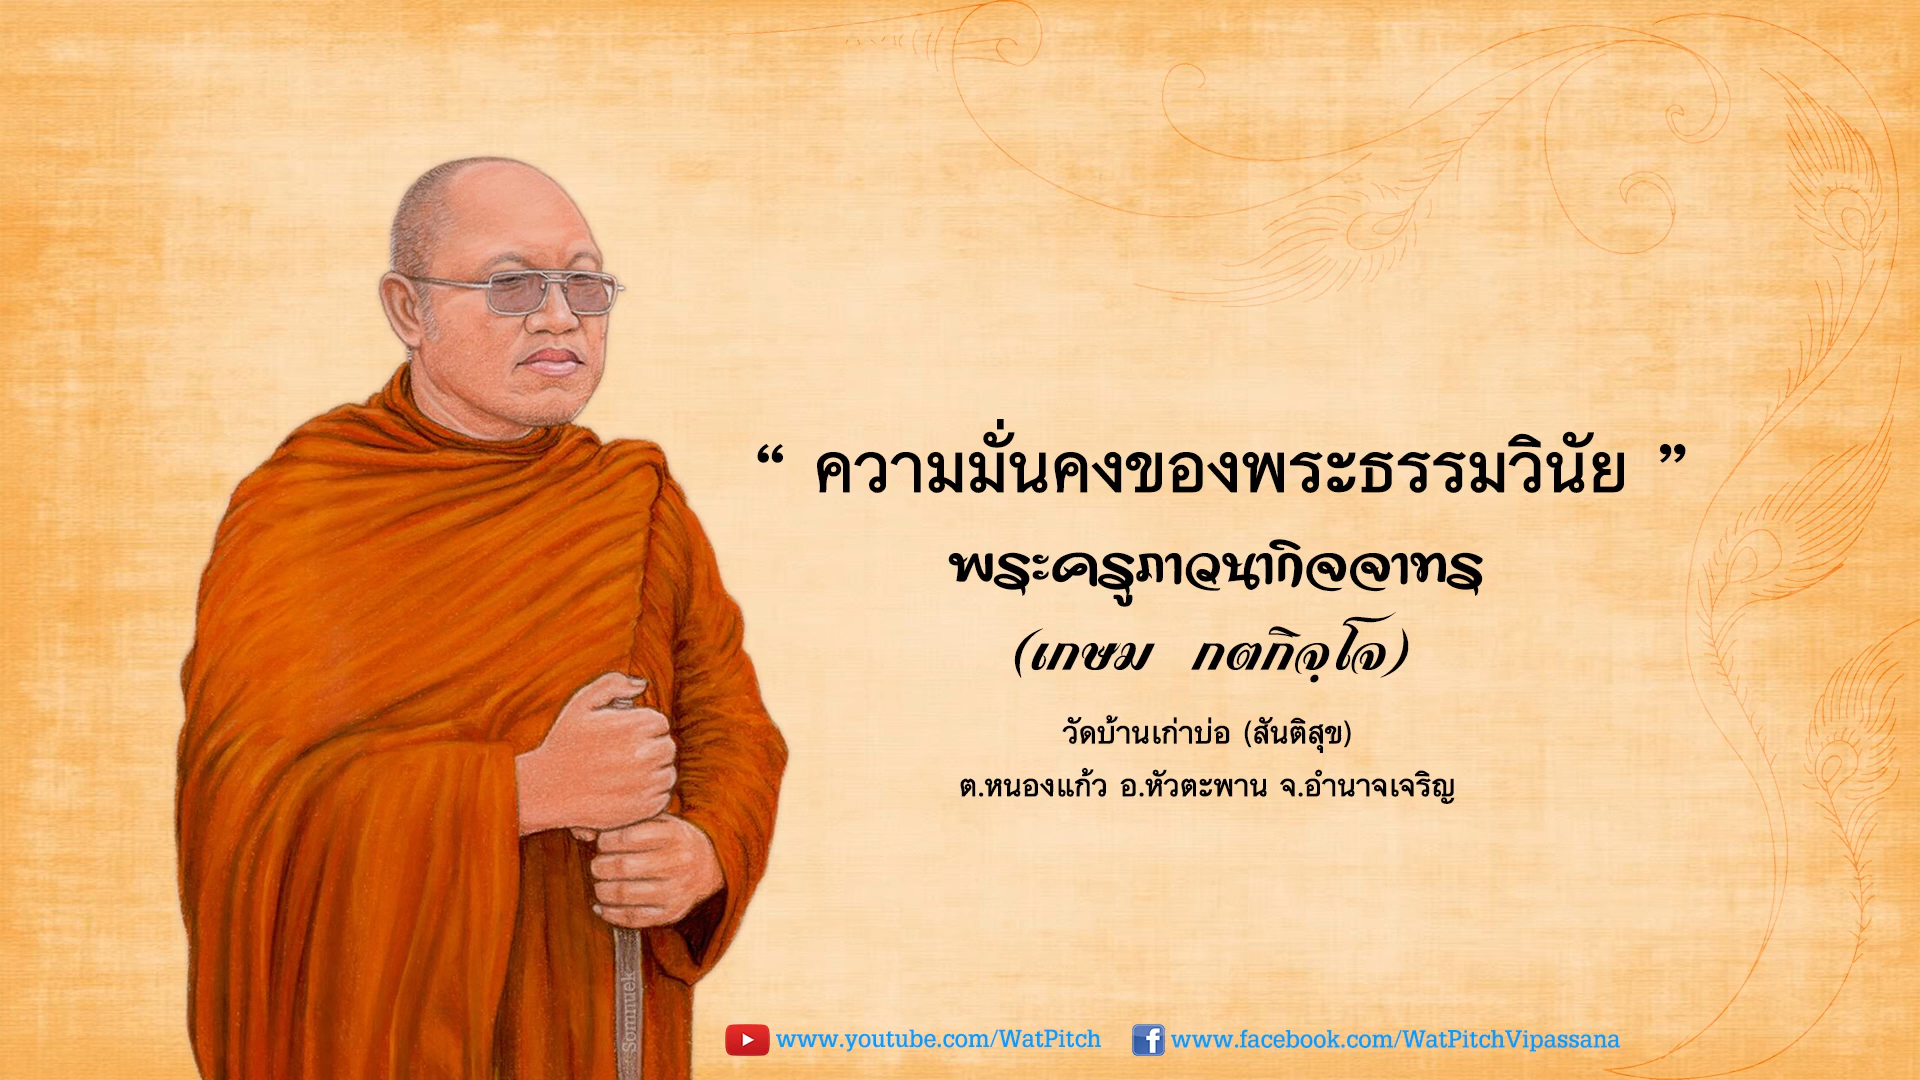 “ ความมั่นคงของพระธรรมวินัย ”
พระครูภาวนากิจจาทร
(เกษม กตกิจฺโจ)
วัดบ้านเก่าบ่อ (สันติสุข)
ต.หนองแก้ว อ.หัวตะพาน จ.อำนาจเจริญ
Somnuek
www.youtube.com/WatPitch
www.facebook.com/WatPitchVipassana